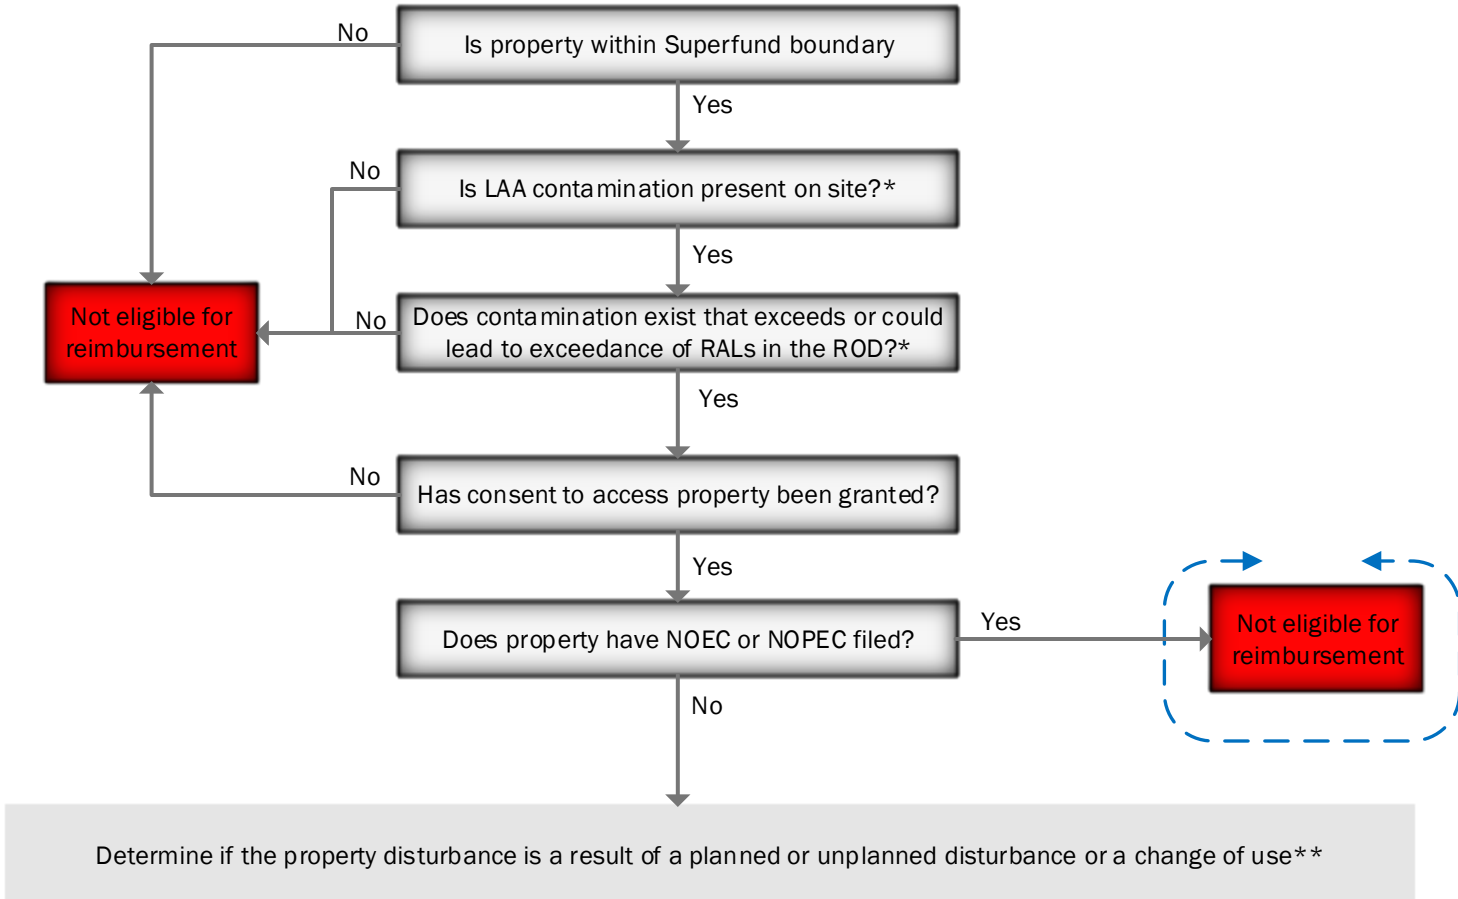 No
Is property within Superfund boundary
Yes
No
Is LAA contamination present on site?*
Yes
Not eligible for
reimbursement
No
Does contamination exist that exceeds or could
lead to exceedance of RALs in the ROD?*
Yes
No
Has consent to access property been granted?
Yes
Does property have NOEC or NOPEC filed?
Yes
Not eligible for
reimbursement
No
Determine if the property disturbance is a result of a planned or unplanned disturbance or a change of use**